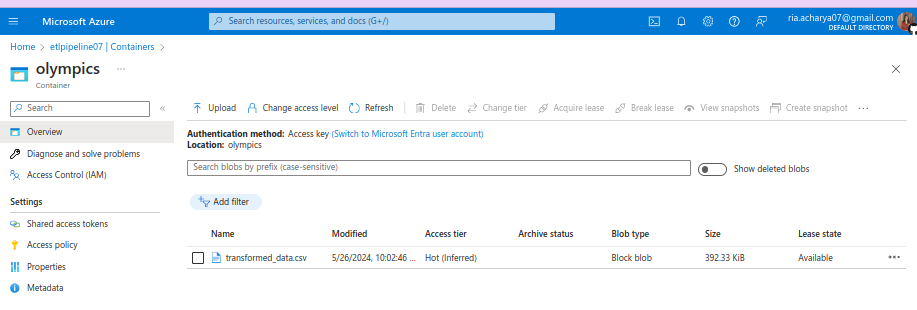 Microsoft Azure
Search resources, services, and docs (G+/)
ria.acharya07@gmail.com
DEFAULT DIRECTORY
Home > etlpipeline07 | Containers >
olympics ...
Container
Search
Upload Change access level Refresh Delete Change tier Acquire lease Break lease View snapshots Create snapshot ...
Overview
Diagnose and solve problems
Access Control (IAM)
Settings
Shared access tokens
Access policy
Properties
Metadata
Authentication method: Access key (Switch to Microsoft Entra user account)
Location: olympics
Search blobs by prefix (case-sensitive)
Show deleted blobs
Add filter
Name Modified Access tier Archive status Blob type Size Lease state
transformed_data.csv 5/26/2024, 10:02:46 ... Hot (Inferred) Block blob 392.33 KiB Available ...